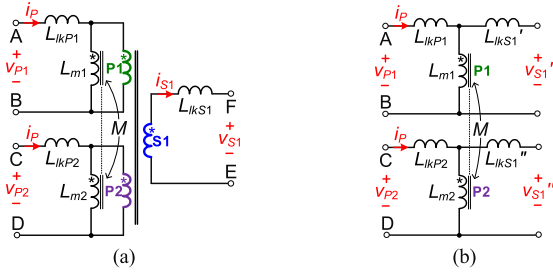 A i_P L_lkP1 * L_m1 * P1
+ v_P1 −
B
C i_P L_lkP2 * L_m2 * P2
+ v_P2 −
D
M
* S1 i_S1 L_lkS1 F
+ v_S1 −
E
(a)
A i_P L_lkP1 L_lkS1′
+ v_P1 − * L_m1 P1 + v_S1′ −
B
M
C i_P L_lkP2 L_lkS1″
+ v_P2 − * L_m2 P2 + v_S1″ −
D
(b)